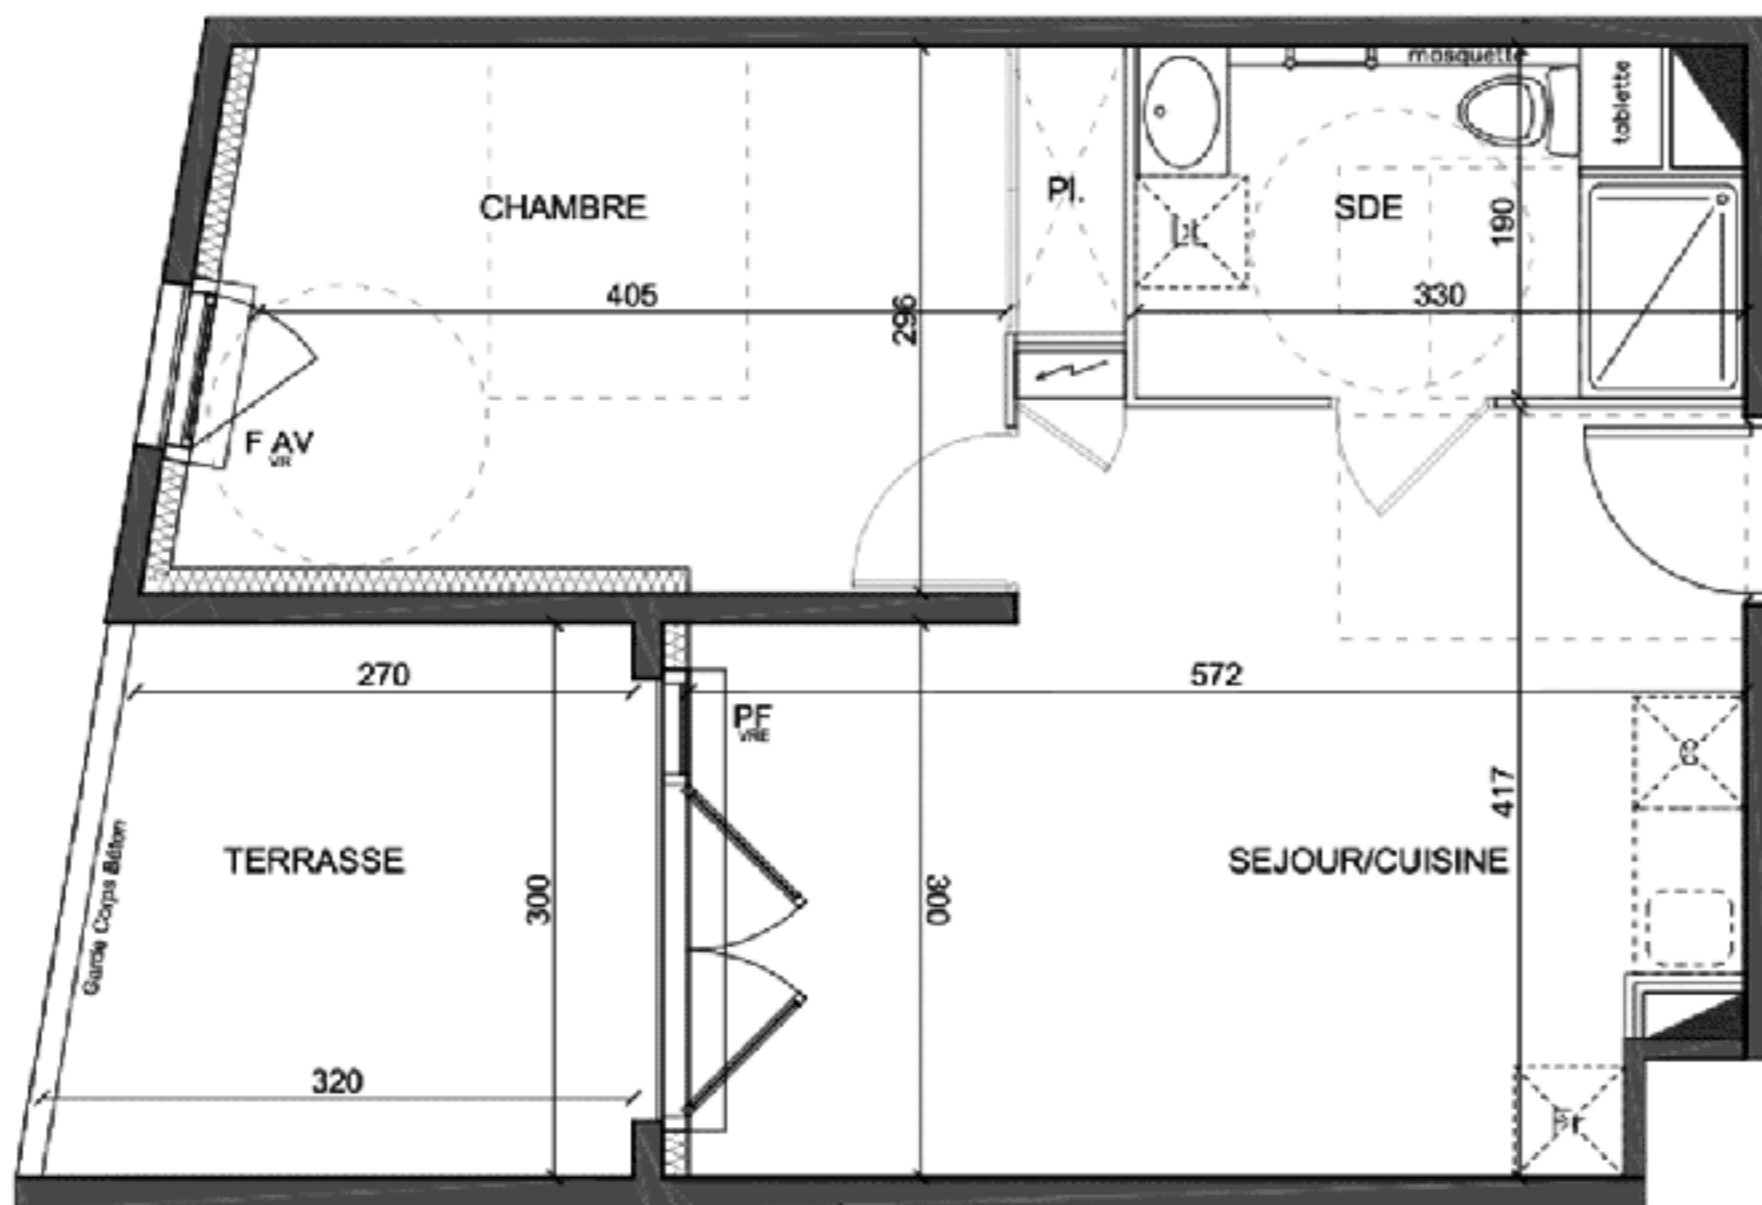 mosquette
tablette
CHAMBRE
Pl.
SDE
LL
190
405
296
330
F AV
VR
270
572
PF
VRE
417
TERRASSE
SEJOUR/CUISINE
300
300
Garde Corps Béton
320